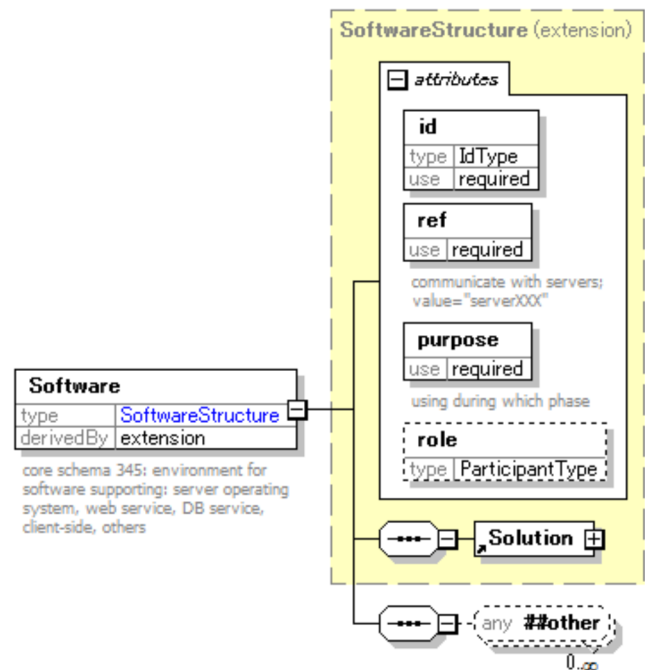 SoftwareStructure (extension)
attributes
id
type IdType
use required
ref
use required
communicate with servers;
value="serverXXX"
purpose
use required
using during which phase
role
type ParticipantType
Software
type SoftwareStructure
derivedBy extension
core schema 345: environment for
software supporting: server operating
system, web service, DB service,
client-side, others
Solution
any ##other
0..∞